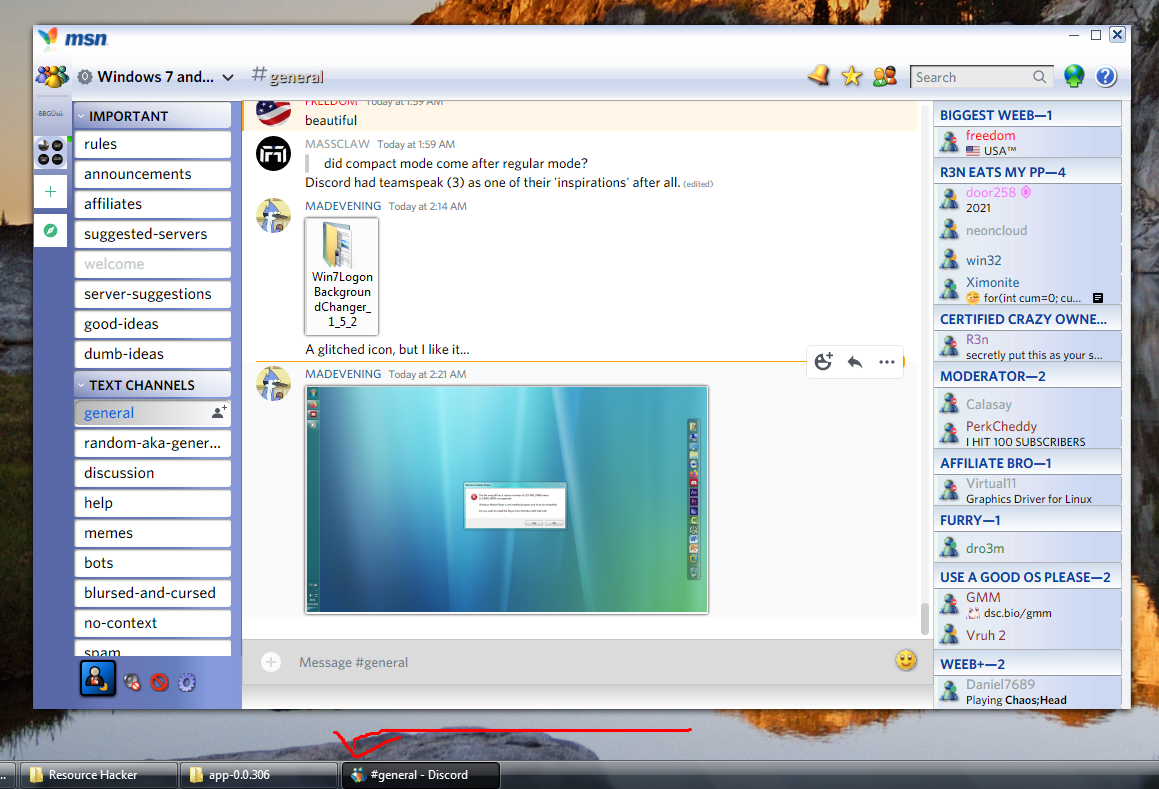 msn
Windows 7 and...
# general
Search
-BBGÜsü-
IMPORTANT
rules
announcements
affiliates
suggested-servers
welcome
server-suggestions
good-ideas
dumb-ideas
TEXT CHANNELS
general
random-aka-gener...
discussion
help
memes
bots
blursed-and-cursed
no-context
spam
FREEDOM Today at 1:59 AM
beautiful
MASSCLAW Today at 1:59 AM
did compact mode come after regular mode?
Discord had teamspeak (3) as one of their 'inspirations' after all. (edited)
MADEVENING Today at 2:14 AM
Win7Logon
Backgroun
dChanger_
1_5_2
A glitched icon, but I like it...
MADEVENING Today at 2:21 AM
Windows Media Player
Message #general
BIGGEST WEEB—1
freedom
USA™
R3N EATS MY PP—4
door258
2021
neoncloud
win32
Ximonite
for(int cum=0; cu...
CERTIFIED CRAZY OWNE...
R3n
secretly put this as your s...
MODERATOR—2
Calasay
PerkCheddy
I HIT 100 SUBSCRIBERS
AFFILIATE BRO—1
Virtual11
Graphics Driver for Linux
FURRY—1
dro3m
USE A GOOD OS PLEASE—2
GMM
dsc.bio/gmm
Vruh 2
WEEB+—2
Daniel7689
Playing Chaos;Head
...
Resource Hacker
app-0.0.306
#general - Discord